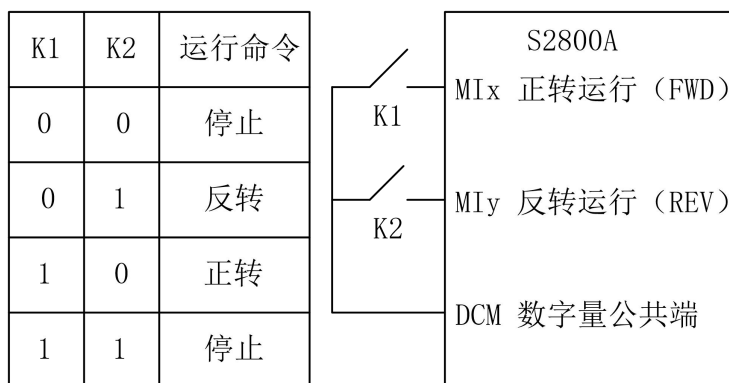 K1 K2 运行命令
0 0 停止
0 1 反转
1 0 正转
1 1 停止
K1
K2
S2800A
MIx 正转运行（FWD）
MIy 反转运行（REV）
DCM 数字量公共端